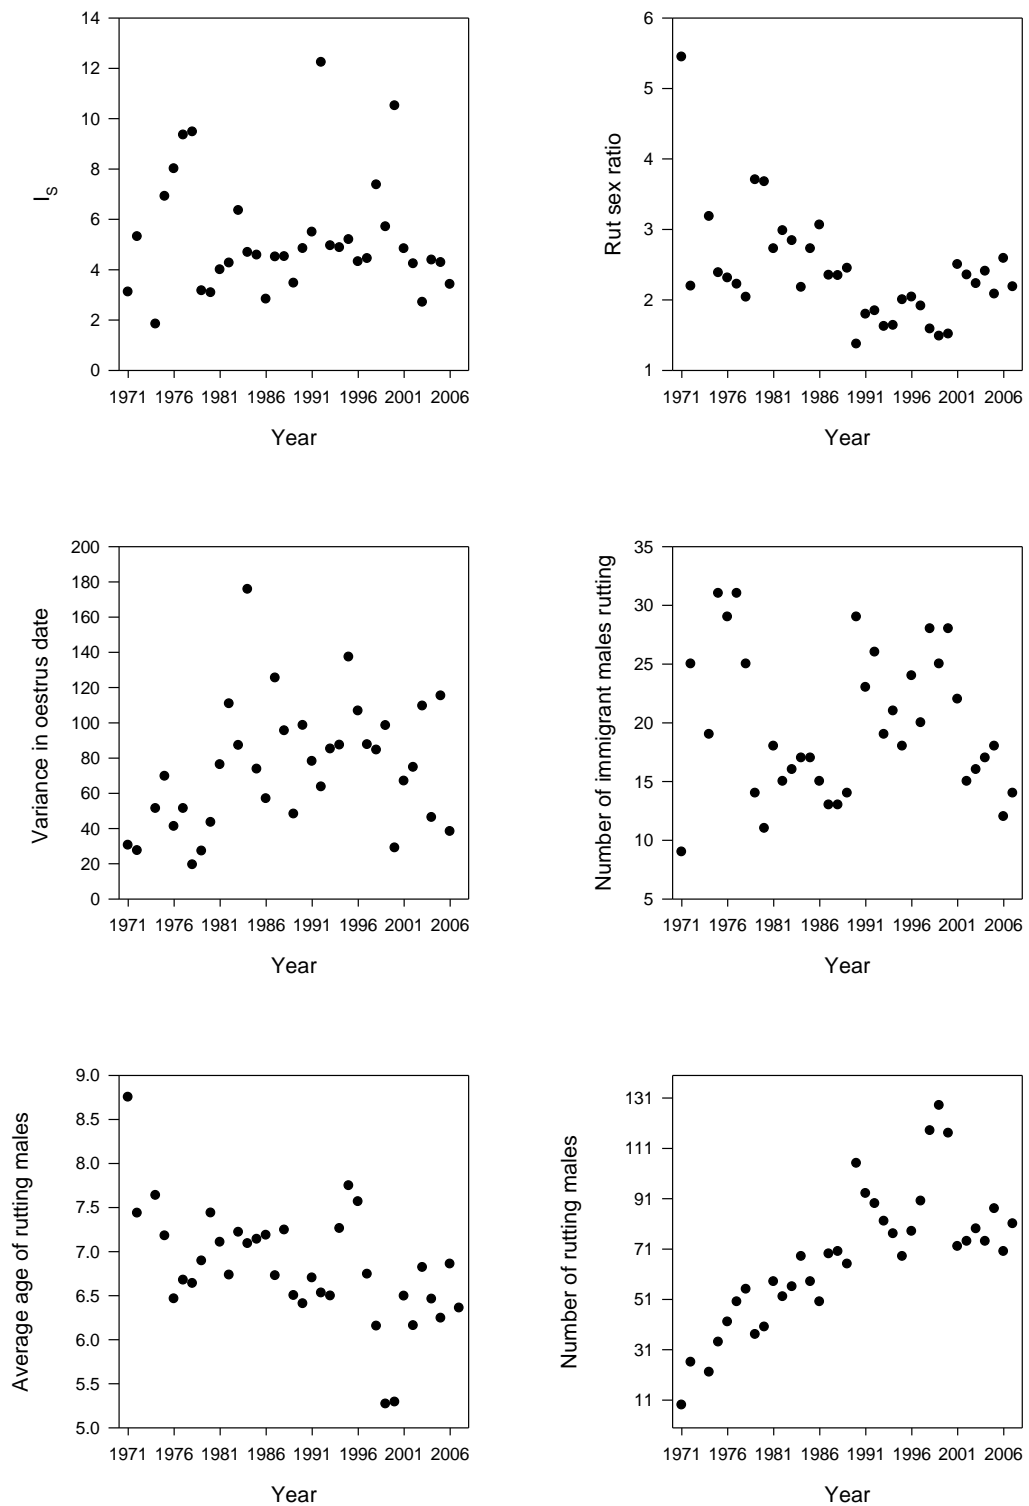 14
12
10
8
6
4
2
0
I_S
1971 1976 1981 1986 1991 1996 2001 2006
Year
6
5
4
3
2
1
Rut sex ratio
1971 1976 1981 1986 1991 1996 2001 2006
Year
200
180
160
140
120
100
80
60
40
20
0
Variance in oestrus date
1971 1976 1981 1986 1991 1996 2001 2006
Year
35
30
25
20
15
10
5
Number of immigrant males rutting
1971 1976 1981 1986 1991 1996 2001 2006
Year
9.0
8.5
8.0
7.5
7.0
6.5
6.0
5.5
5.0
Average age of rutting males
1971 1976 1981 1986 1991 1996 2001 2006
Year
131
111
91
71
51
31
11
Number of rutting males
1971 1976 1981 1986 1991 1996 2001 2006
Year